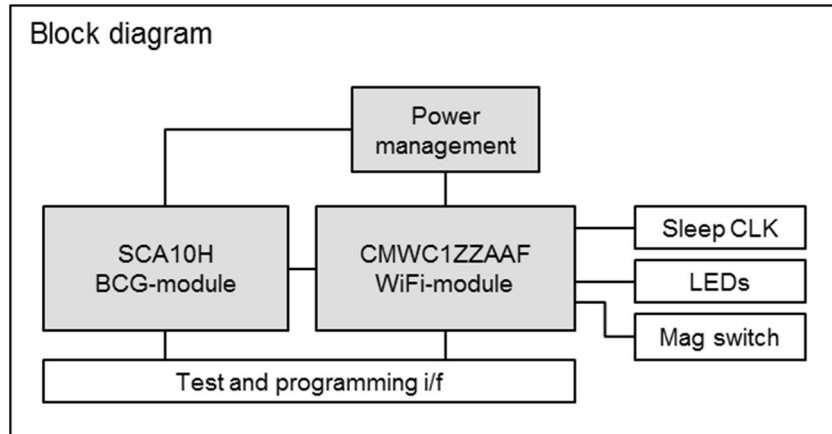 Block diagram
Power
management
SCA10H
BCG-module
CMWC1ZZAAF
WiFi-module
Sleep CLK
LEDs
Mag switch
Test and programming i/f